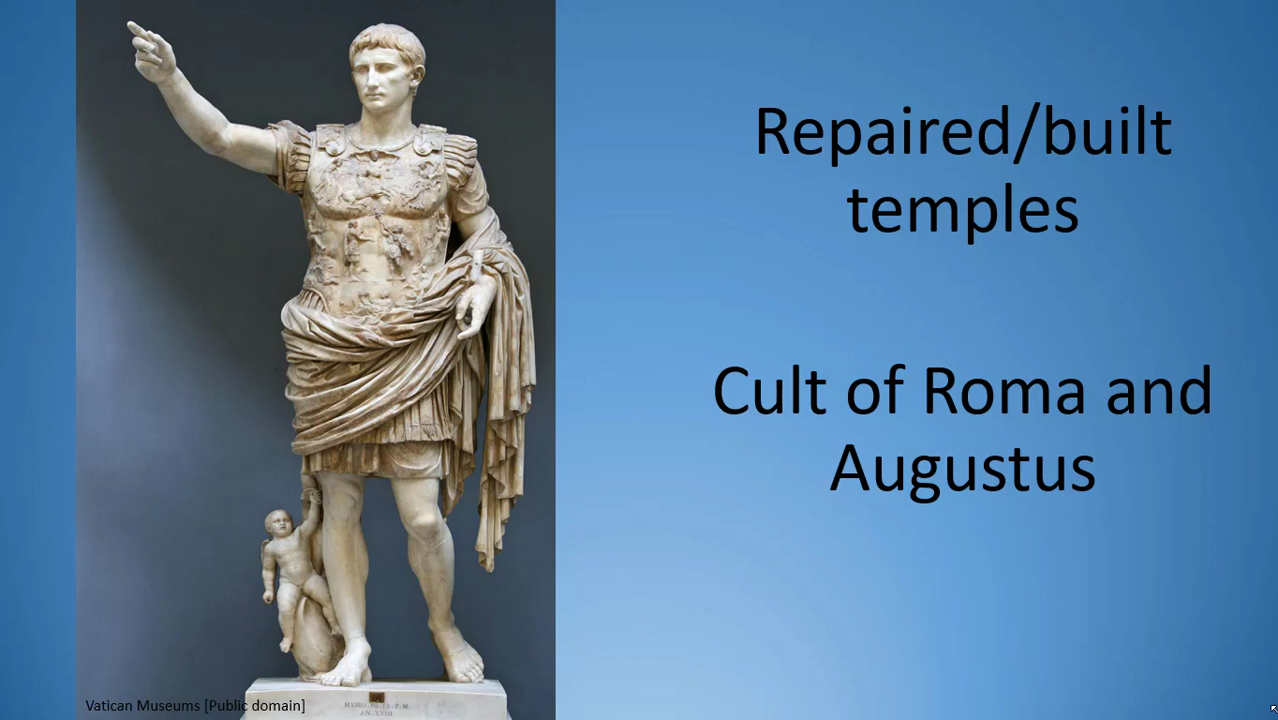 Repaired/built
temples
Cult of Roma and
Augustus
Vatican Museums [Public domain]